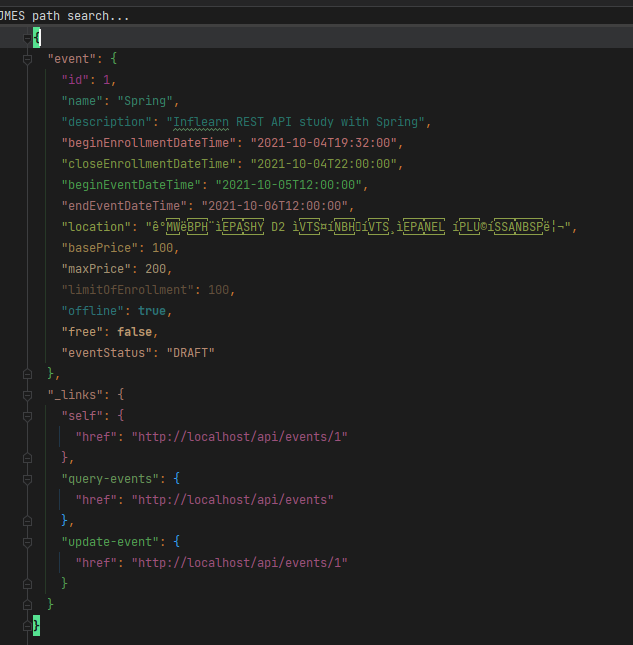 JMES path search...
{
"event": {
"id": 1,
"name": "Spring",
"description": "Inflearn REST API study with Spring",
"beginEnrollmentDateTime": "2021-10-04T19:32:00",
"closeEnrollmentDateTime": "2021-10-04T22:00:00",
"beginEventDateTime": "2021-10-05T12:00:00",
"endEventDateTime": "2021-10-06T12:00:00",
"location": "ê°MWëBPH¨ìEPASHY D2 ìVTS¤íNBHíVTS¸ìEPANEL íPLU©íSSANBSPë¦¬",
"basePrice": 100,
"maxPrice": 200,
"limitOfEnrollment": 100,
"offline": true,
"free": false,
"eventStatus": "DRAFT"
},
"_links": {
"self": {
"href": "http://localhost/api/events/1"
},
"query-events": {
"href": "http://localhost/api/events"
},
"update-event": {
"href": "http://localhost/api/events/1"
}
}
}